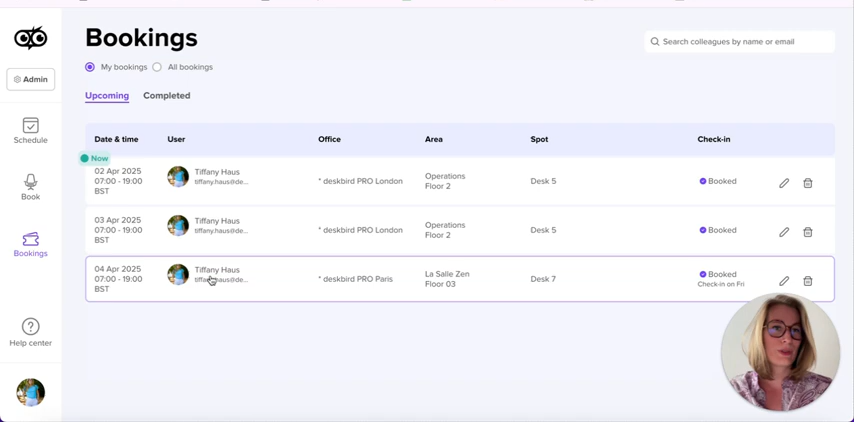 Bookings
Search colleagues by name or email
Admin
My bookings
All bookings
Upcoming
Completed
Schedule
Book
Bookings
Help center
Date & time
User
Office
Area
Spot
Check-in
Now
02 Apr 2025
07:00 - 19:00
BST
Tiffany Haus
tiffany.haus@de...
* deskbird PRO London
Operations
Floor 2
Desk 5
Booked
03 Apr 2025
07:00 - 19:00
BST
Tiffany Haus
tiffany.haus@de...
* deskbird PRO London
Operations
Floor 2
Desk 5
Booked
04 Apr 2025
07:00 - 19:00
BST
Tiffany Haus
tiffany.haus@de...
* deskbird PRO Paris
La Salle Zen
Floor 03
Desk 7
Booked
Check-in on Fri